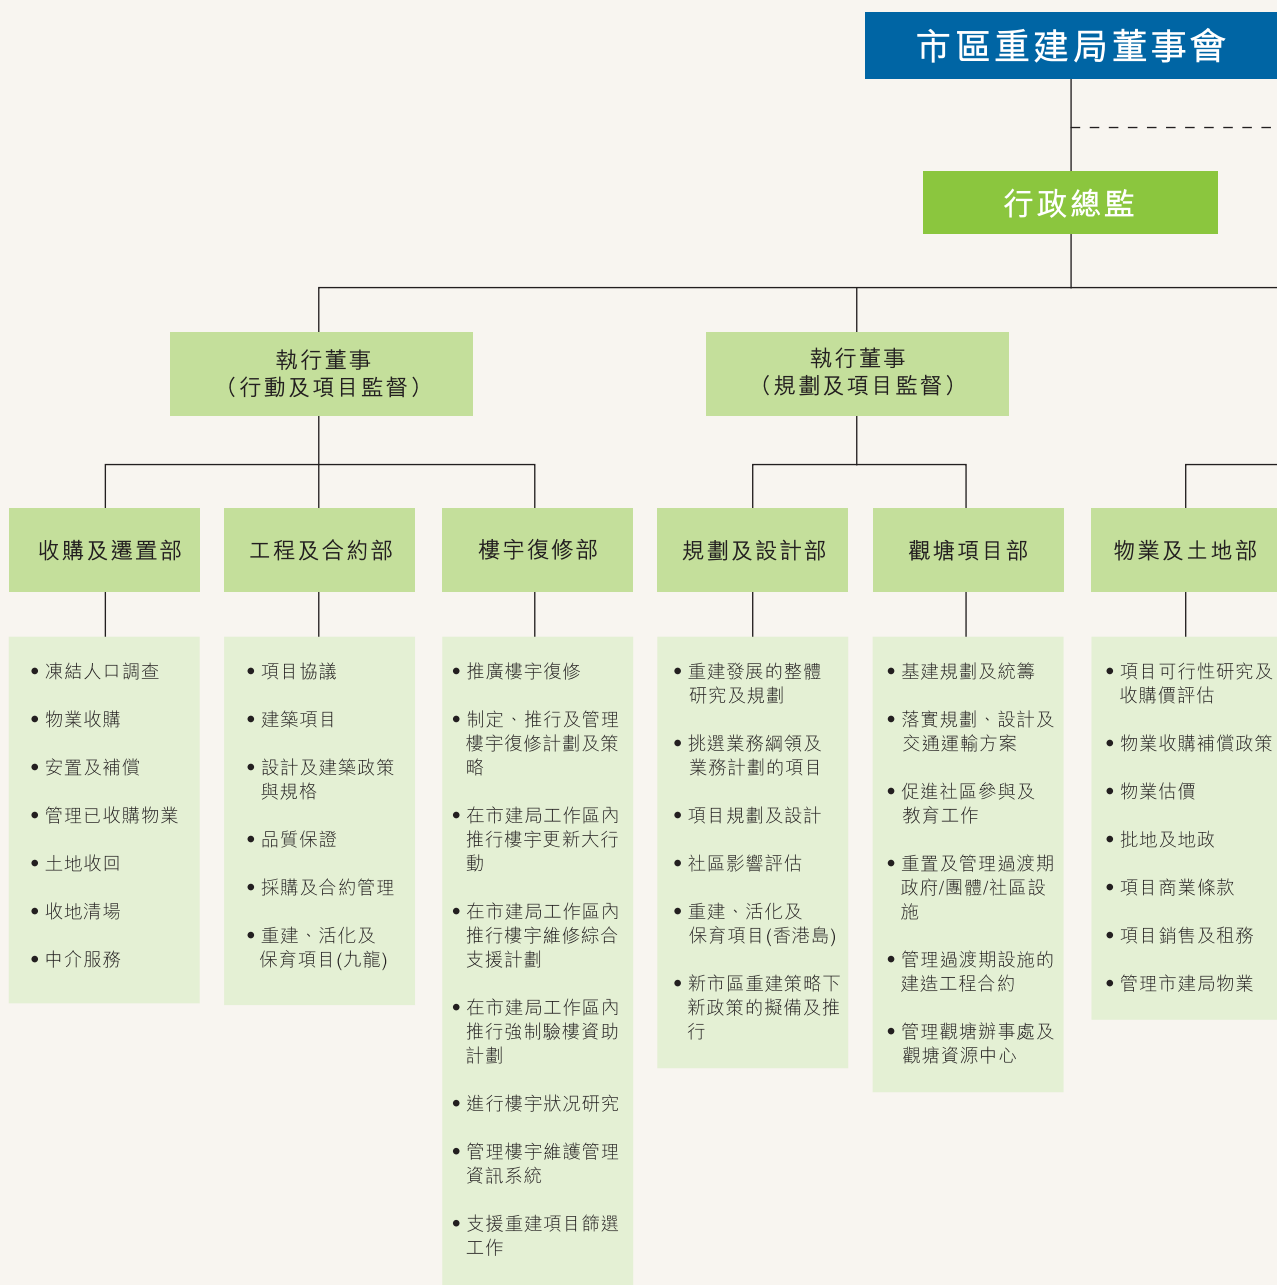 市區重建局董事會
行政總監
執行董事
（行動及項目監督）
執行董事
（規劃及項目監督）
收購及遷置部
工程及合約部
樓宇復修部
規劃及設計部
觀塘項目部
物業及土地部
• 凍結人口調查
• 物業收購
• 安置及補償
• 管理已收購物業
• 土地收回
• 收地清場
• 中介服務
• 項目協議
• 建築項目
• 設計及建築政策
與規格
• 品質保證
• 採購及合約管理
• 重建、活化及
保育項目(九龍)
• 推廣樓宇復修
• 制定、推行及管理
樓宇復修計劃及策
略
• 在市建局工作區內
推行樓宇更新大行
動
• 在市建局工作區內
推行樓宇維修綜合
支援計劃
• 在市建局工作區內
推行強制驗樓資助
計劃
• 進行樓宇狀況研究
• 管理樓宇維護管理
資訊系統
• 支援重建項目篩選
工作
• 重建發展的整體
研究及規劃
• 挑選業務綱領及
業務計劃的項目
• 項目規劃及設計
• 社區影響評估
• 重建、活化及
保育項目(香港島)
• 新市區重建策略下
新政策的擬備及推
行
• 基建規劃及統籌
• 落實規劃、設計及
交通運輸方案
• 促進社區參與及
教育工作
• 重置及管理過渡期
政府/團體/社區設
施
• 管理過渡期設施的
建造工程合約
• 管理觀塘辦事處及
觀塘資源中心
• 項目可行性研究及
收購價評估
• 物業收購補償政策
• 物業估價
• 批地及地政
• 項目商業條款
• 項目銷售及租務
• 管理市建局物業